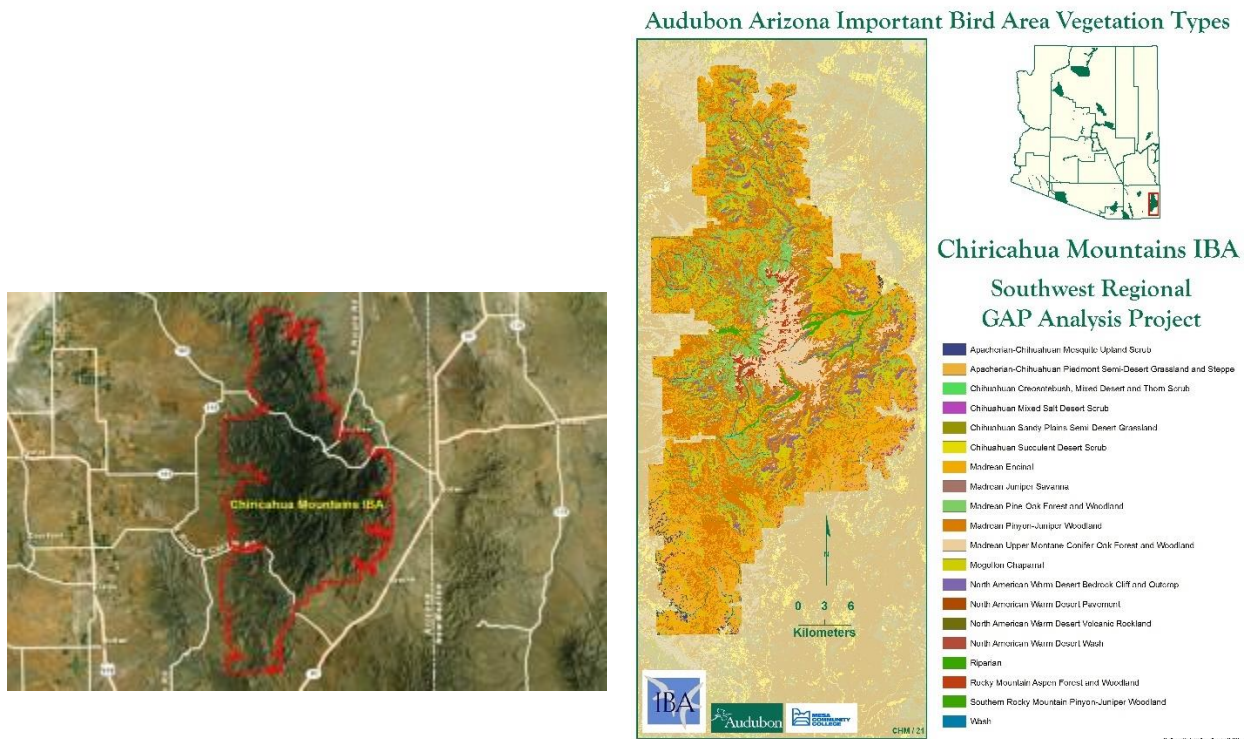 Audubon Arizona Important Bird Area Vegetation Types
Chiricahua Mountains IBA
Chiricahua Mountains IBA
Southwest Regional
GAP Analysis Project
Apacherian-Chihuahuan Mesquite Upland Scrub
Apacherian-Chihuahuan Piedmont Semi-Desert Grassland and Steppe
Chihuahuan Creosotebush, Mixed Desert and Thorn Scrub
Chihuahuan Mixed Salt Desert Scrub
Chihuahuan Sandy Plains Semi Desert Grassland
Chihuahuan Succulent Desert Scrub
Madrean Encinal
Madrean Juniper Savanna
Madrean Pine Oak Forest and Woodland
Madrean Pinyon-Juniper Woodland
Madrean Upper Montane Conifer Oak Forest and Woodland
Mogollon Chaparral
North American Warm Desert Bedrock Cliff and Outcrop
North American Warm Desert Pavement
North American Warm Desert Volcanic Rockland
North American Warm Desert Wash
Riparian
Rocky Mountain Aspen Forest and Woodland
Southern Rocky Mountain Pinyon-Juniper Woodland
Wash
N
0 3 6
Kilometers
IBA
Audubon
MESA
COMMUNITY
COLLEGE
CHM / 21